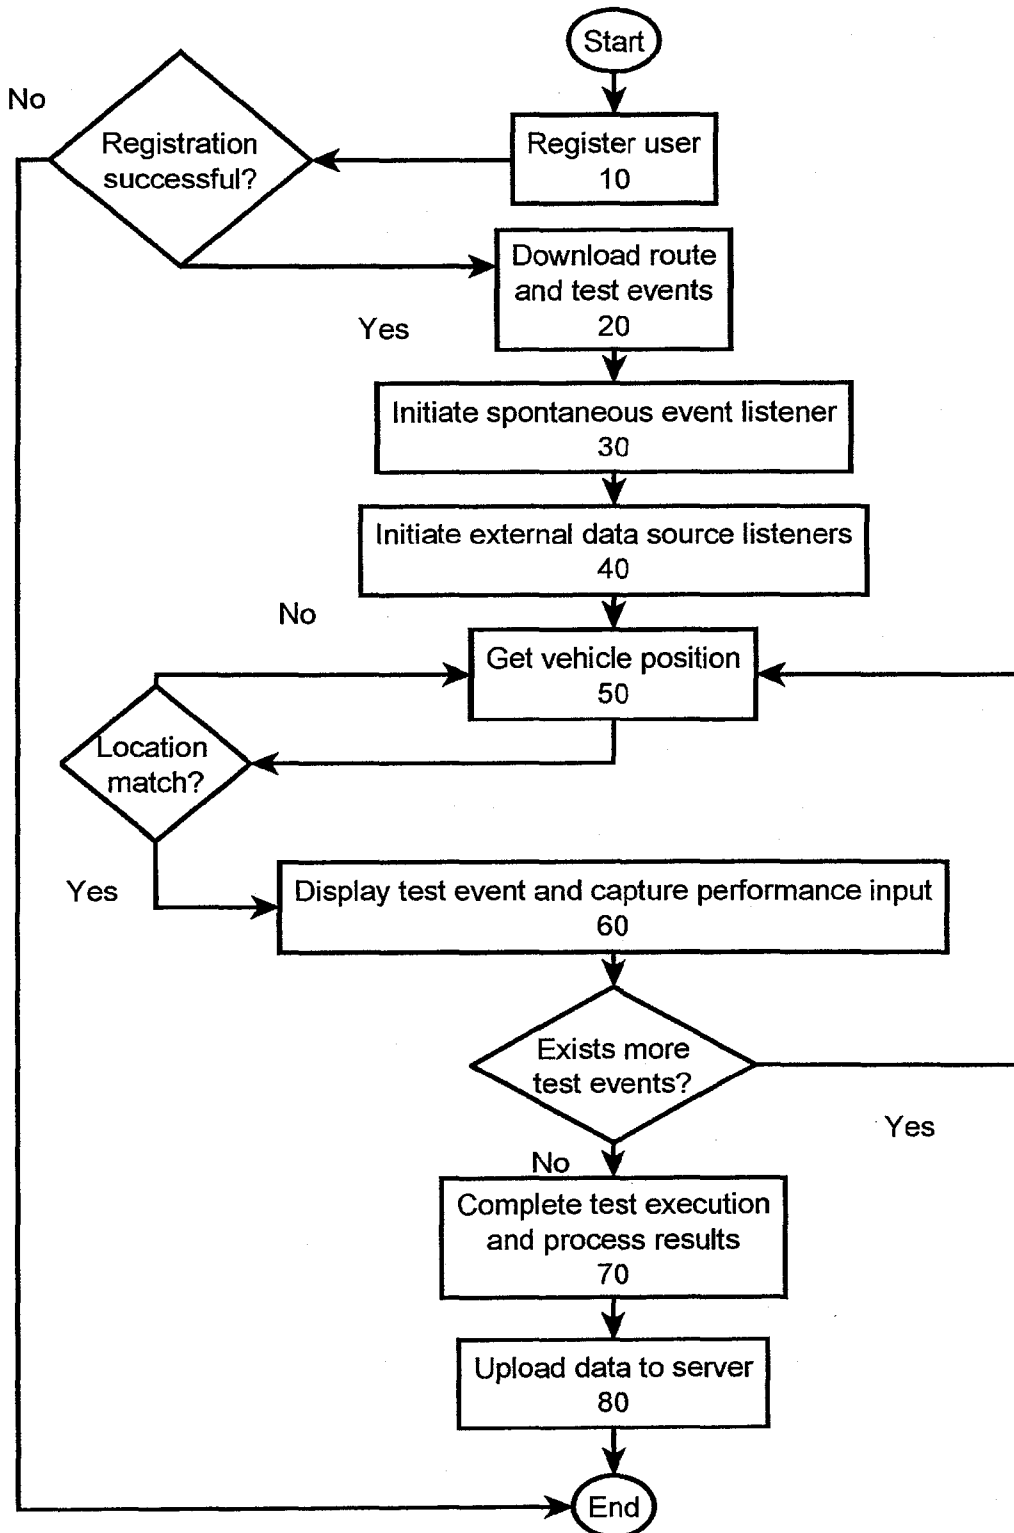 Start
No
Registration
successful?
Register user
10
Download route
and test events
20
Yes
Initiate spontaneous event listener
30
Initiate external data source listeners
40
No
Get vehicle position
50
Location
match?
Yes
Display test event and capture performance input
60
Exists more
test events?
Yes
No
Complete test execution
and process results
70
Upload data to server
80
End